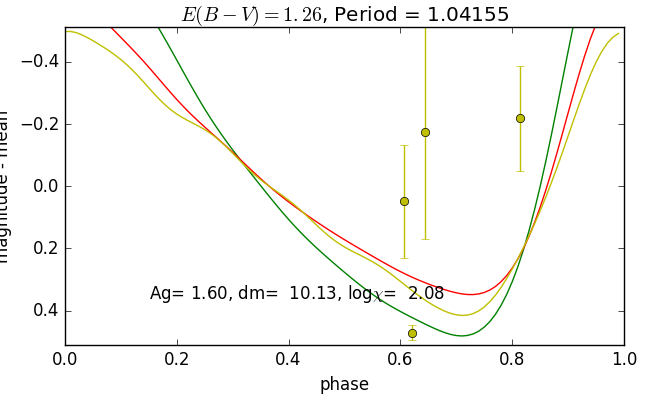 E(B − V) = 1.26, Period = 1.04155
magnitude - mean
−0.4
−0.2
0.0
0.2
0.4
Ag= 1.60, dm= 10.13, logχ= 2.08
0.0 0.2 0.4 0.6 0.8 1.0
phase